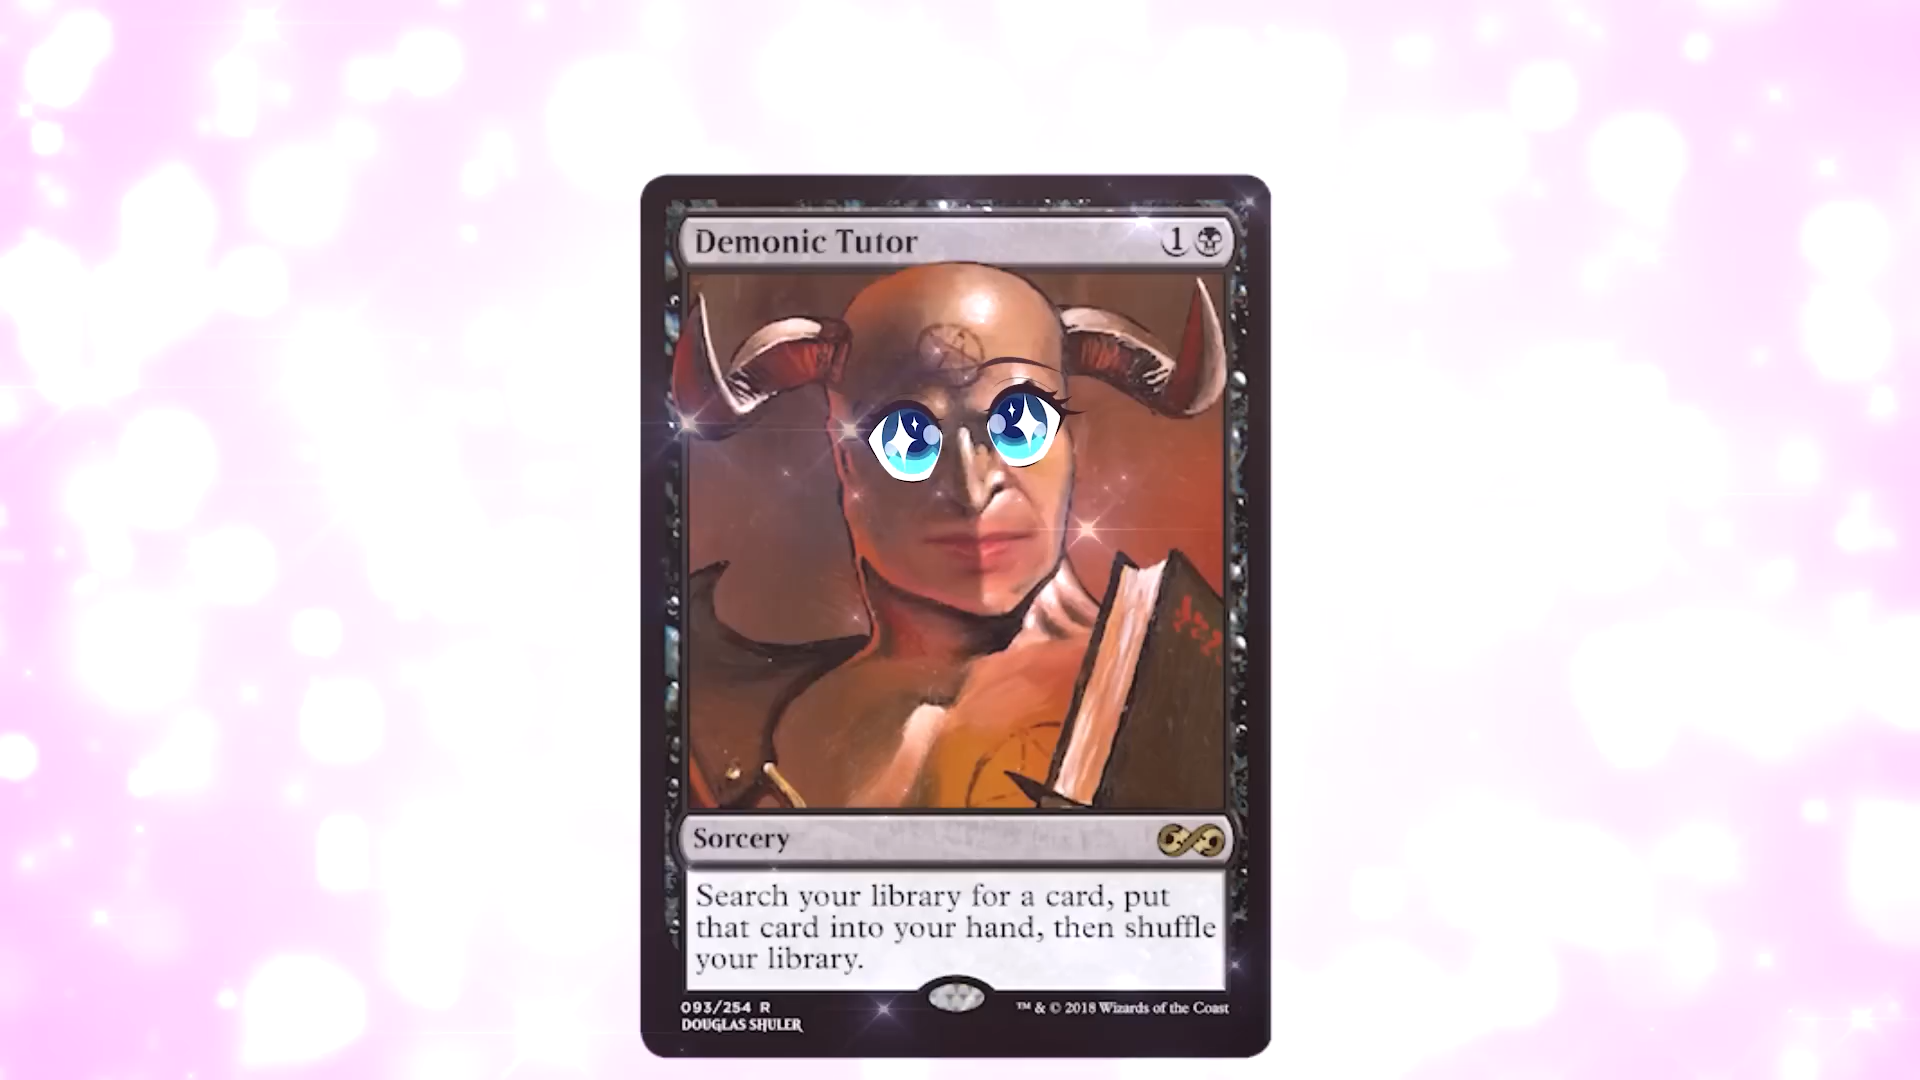 Demonic Tutor 1
Sorcery
Search your library for a card, put
that card into your hand, then shuffle
your library.
093/254 R
DOUGLAS SHULER
™ & © 2018 Wizards of the Coast